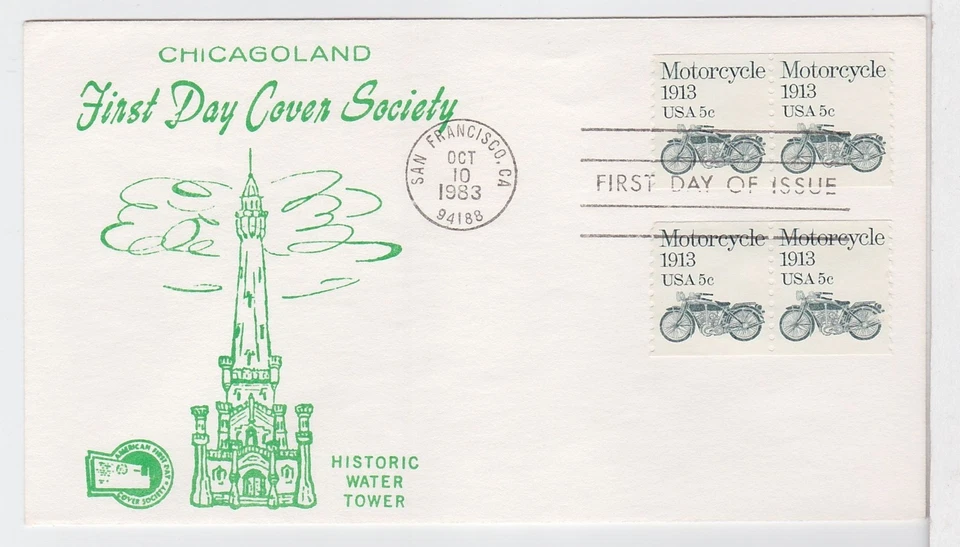 CHICAGOLAND
First Day Cover Society
SAN FRANCISCO, CA
OCT
10
1983
94188
Motorcycle
1913
USA 5c
Motorcycle
1913
USA 5c
FIRST DAY OF ISSUE
Motorcycle
1913
USA 5c
Motorcycle
1913
USA 5c
AMERICAN FIRST DAY
COVER SOCIETY
HISTORIC
WATER
TOWER